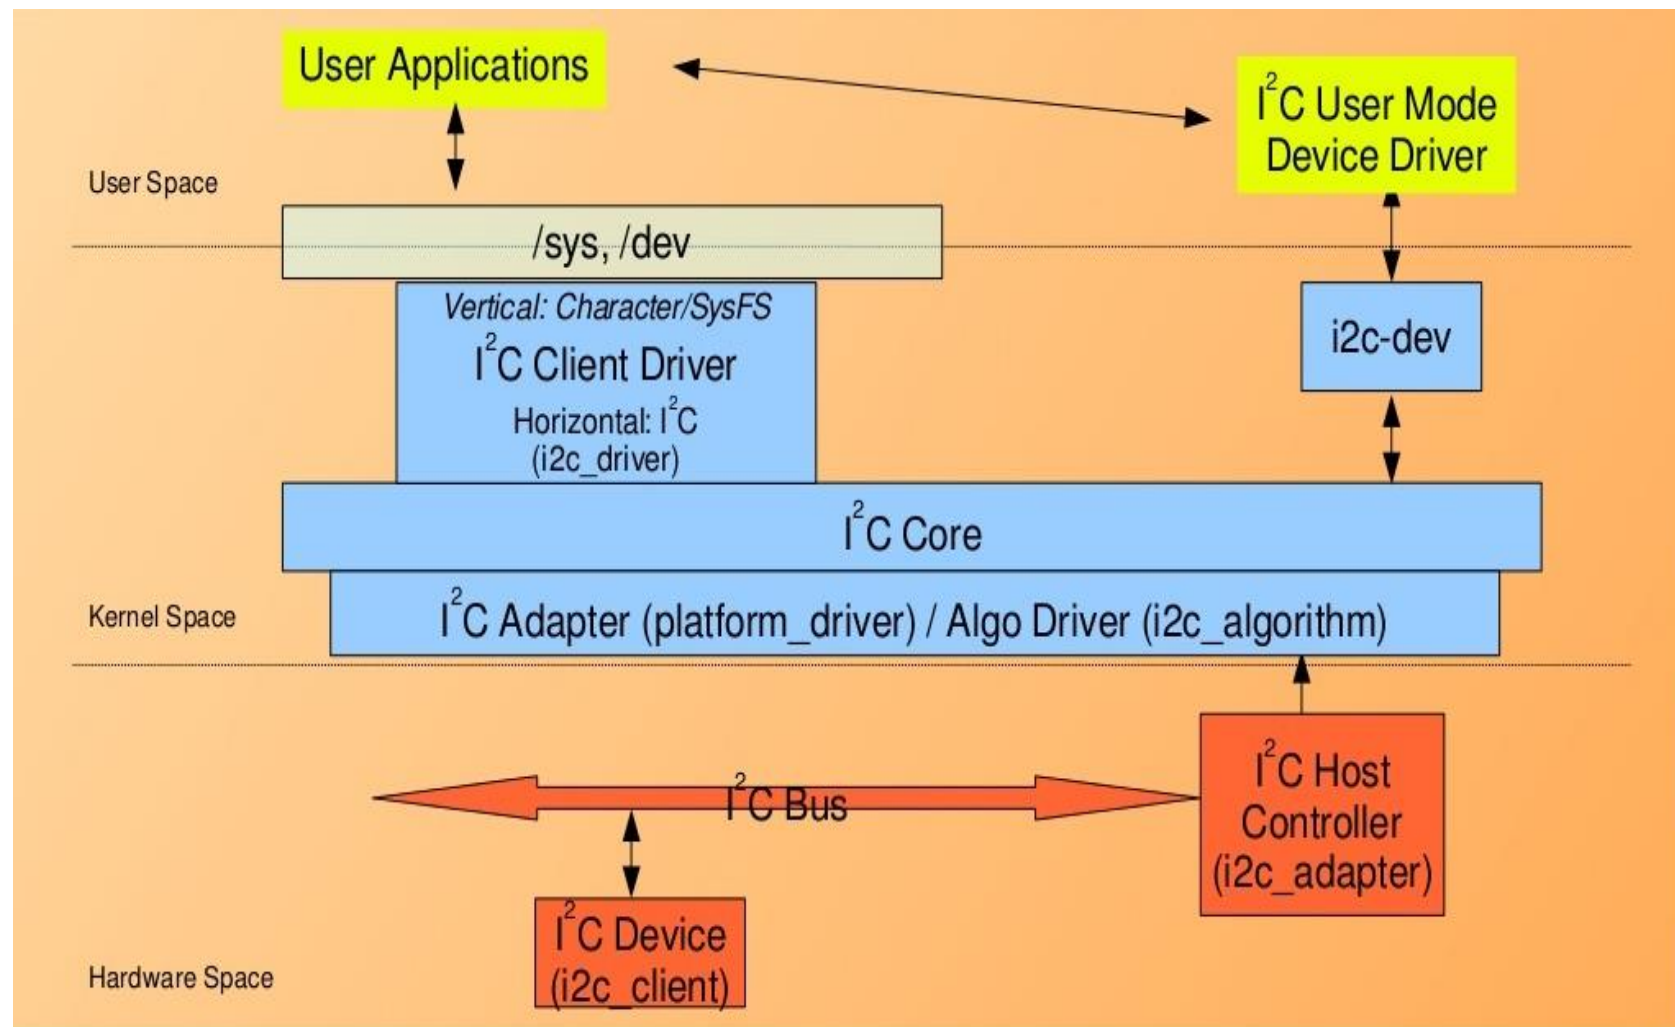 User Applications
I²C User Mode
Device Driver
User Space
/sys, /dev
Vertical: Character/SysFS
I²C Client Driver
Horizontal: I²C
(i2c_driver)
i2c-dev
I²C Core
Kernel Space
I²C Adapter (platform_driver) / Algo Driver (i2c_algorithm)
I²C Bus
I²C Host
Controller
(i2c_adapter)
I²C Device
(i2c_client)
Hardware Space